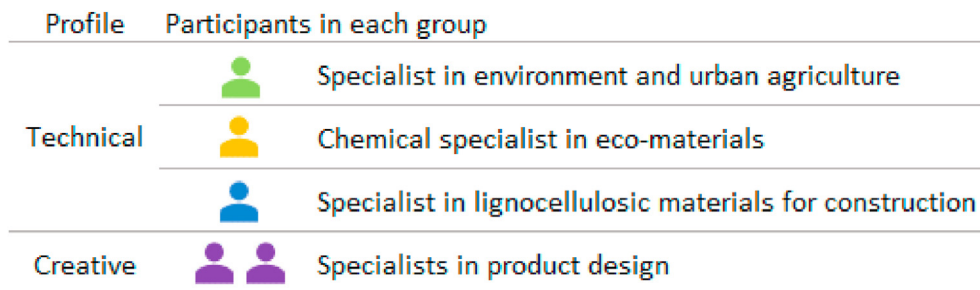 Profile Participants in each group
Specialist in environment and urban agriculture
Technical
Chemical specialist in eco-materials
Specialist in lignocellulosic materials for construction
Creative Specialists in product design